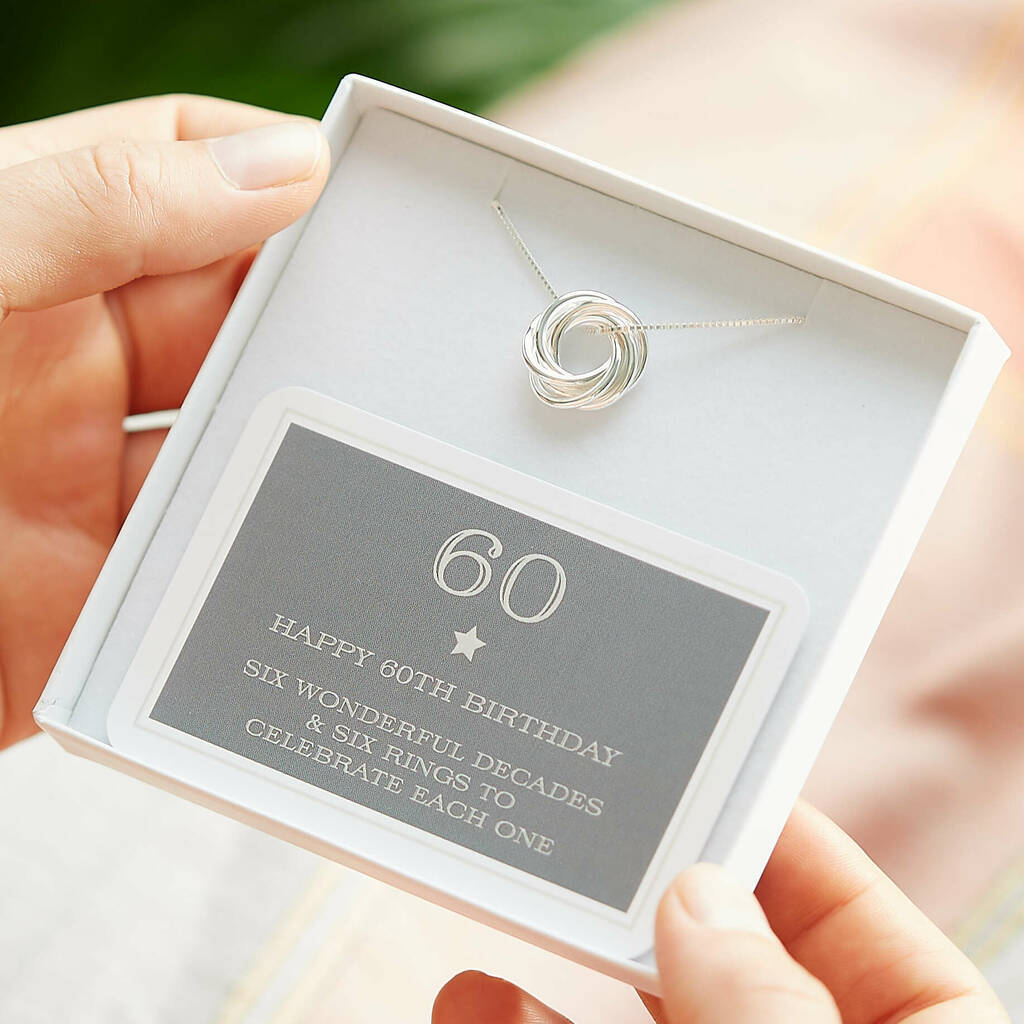 60
HAPPY 60TH BIRTHDAY
SIX WONDERFUL DECADES
& SIX RINGS TO
CELEBRATE EACH ONE